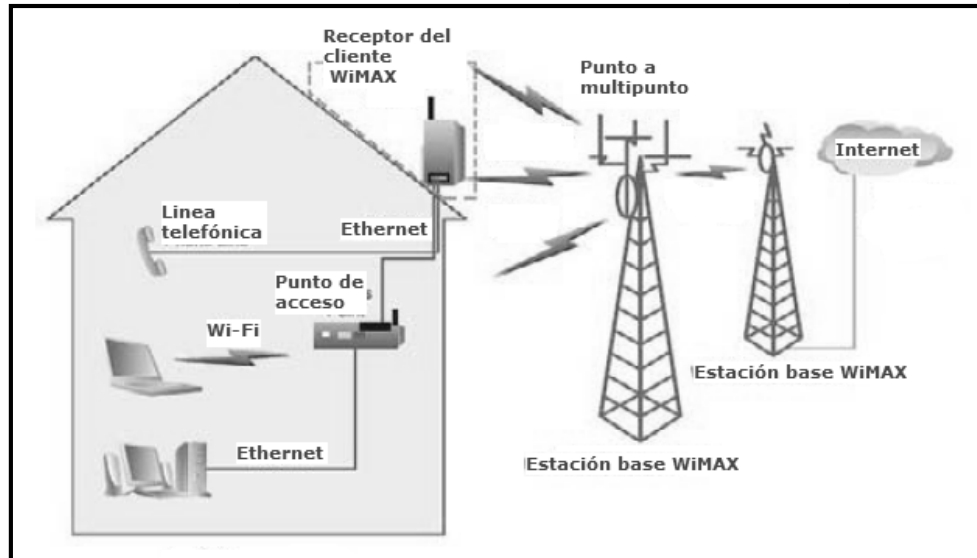 Receptor del
cliente
WiMAX
Punto a
multipunto
Internet
Linea
telefónica
Ethernet
Punto de
acceso
Wi-Fi
Estación base WiMAX
Ethernet
Estación base WiMAX